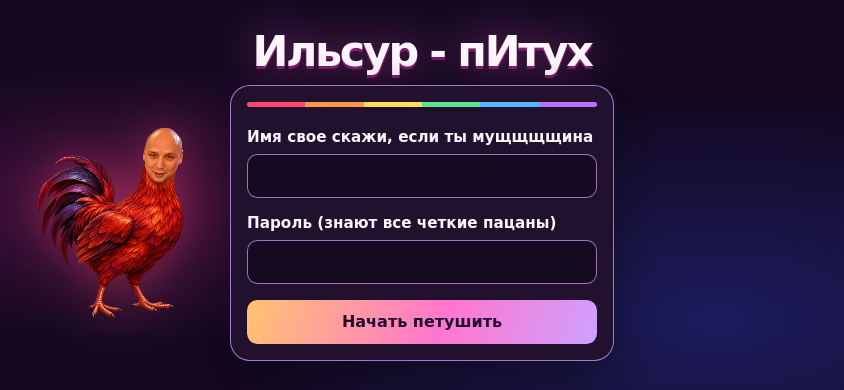 Ильсур - пИтух
Имя свое скажи, если ты мущщщщина
Пароль (знают все четкие пацаны)
Начать петушить